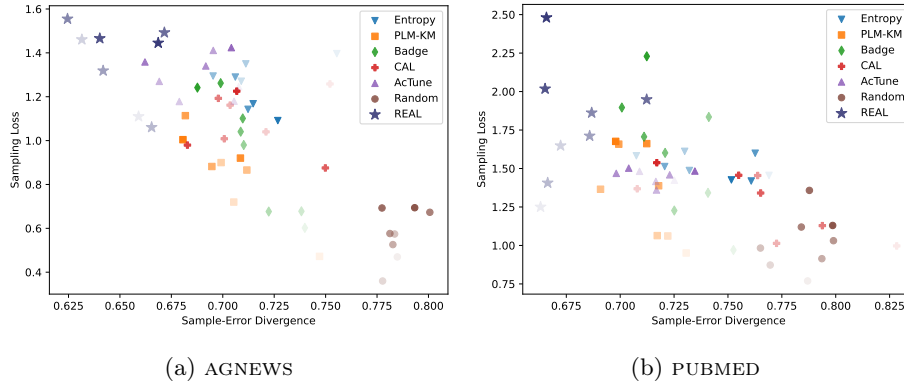 1.6
1.4
1.2
1.0
0.8
0.6
0.4
Sampling Loss
0.625 0.650 0.675 0.700 0.725 0.750 0.775 0.800
Sample-Error Divergence
Entropy
PLM-KM
Badge
CAL
AcTune
Random
REAL
(a) AGNEWS
2.50
2.25
2.00
1.75
1.50
1.25
1.00
0.75
Sampling Loss
0.675 0.700 0.725 0.750 0.775 0.800 0.825
Sample-Error Divergence
Entropy
PLM-KM
Badge
CAL
AcTune
Random
REAL
(b) PUBMED